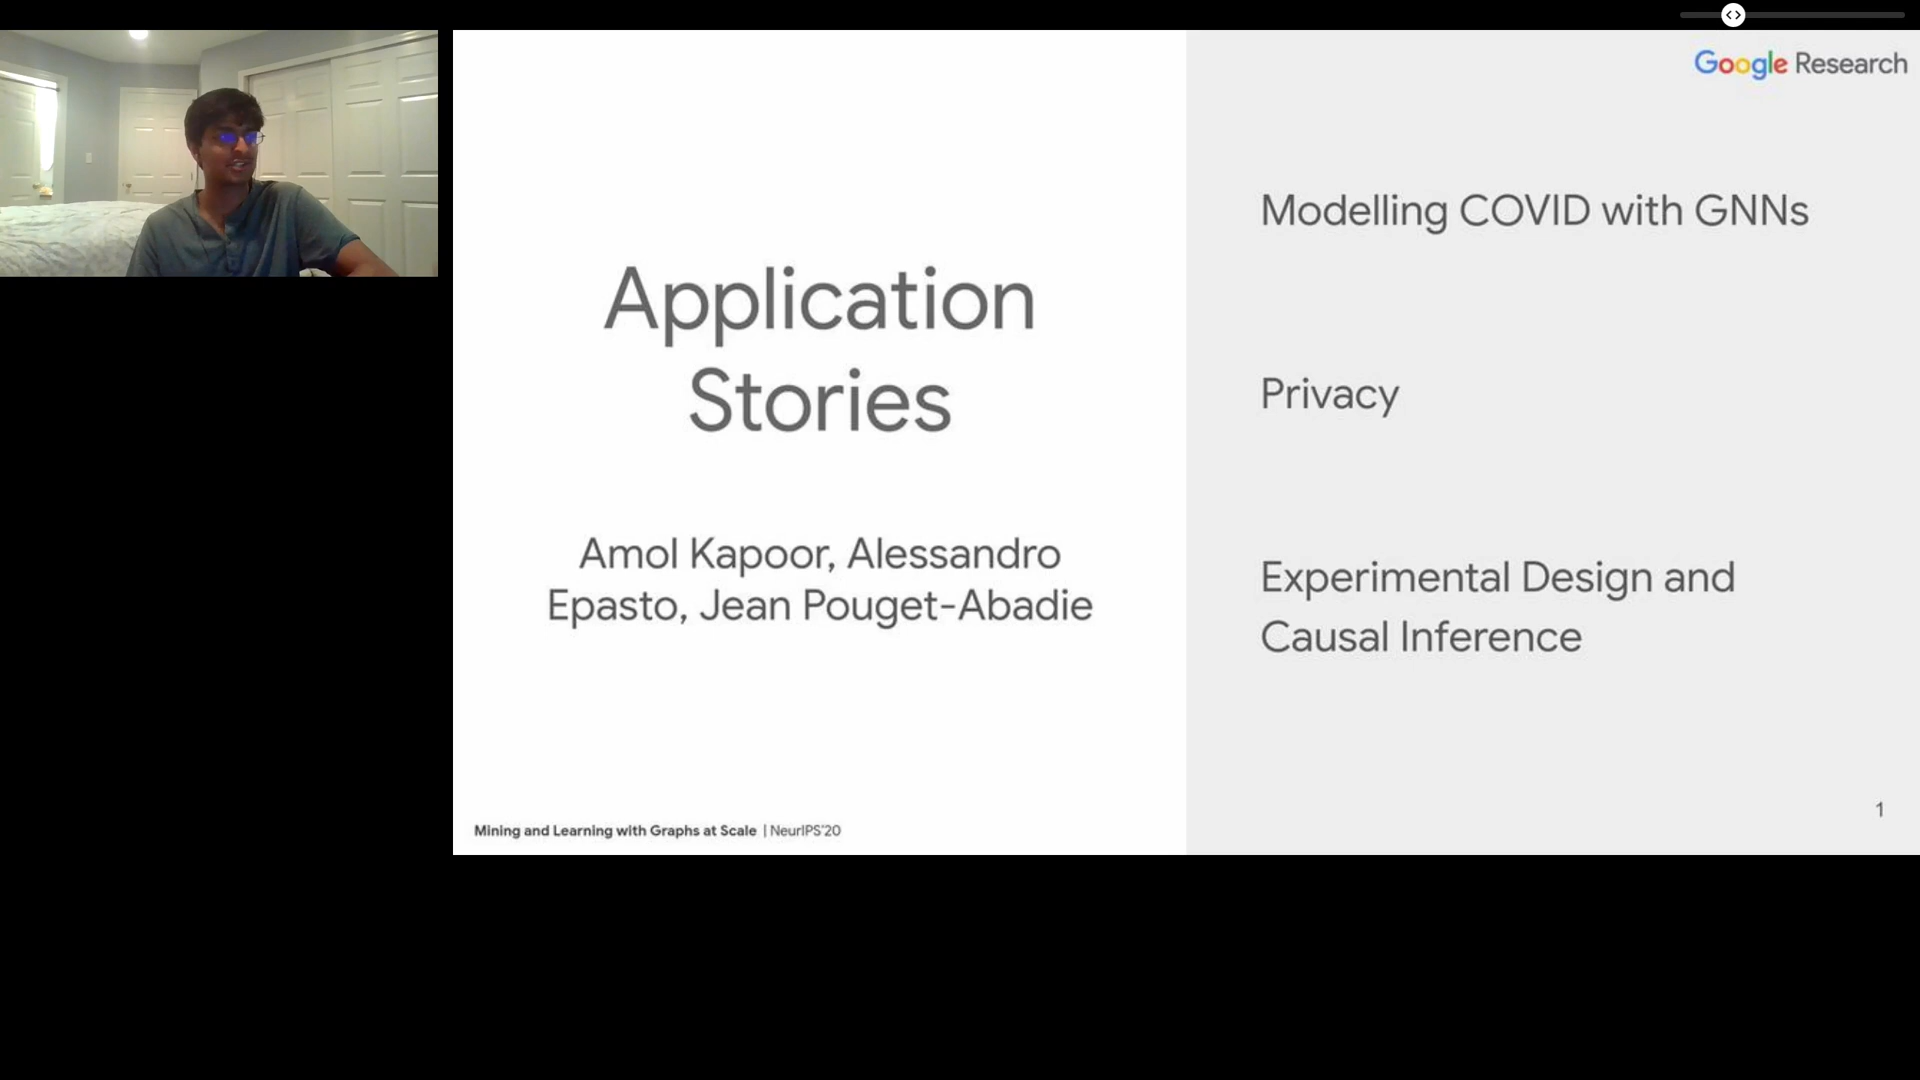 Google Research
Application
Stories
Amol Kapoor, Alessandro
Epasto, Jean Pouget-Abadie
Modelling COVID with GNNs
Privacy
Experimental Design and
Causal Inference
Mining and Learning with Graphs at Scale | NeurIPS'20
1